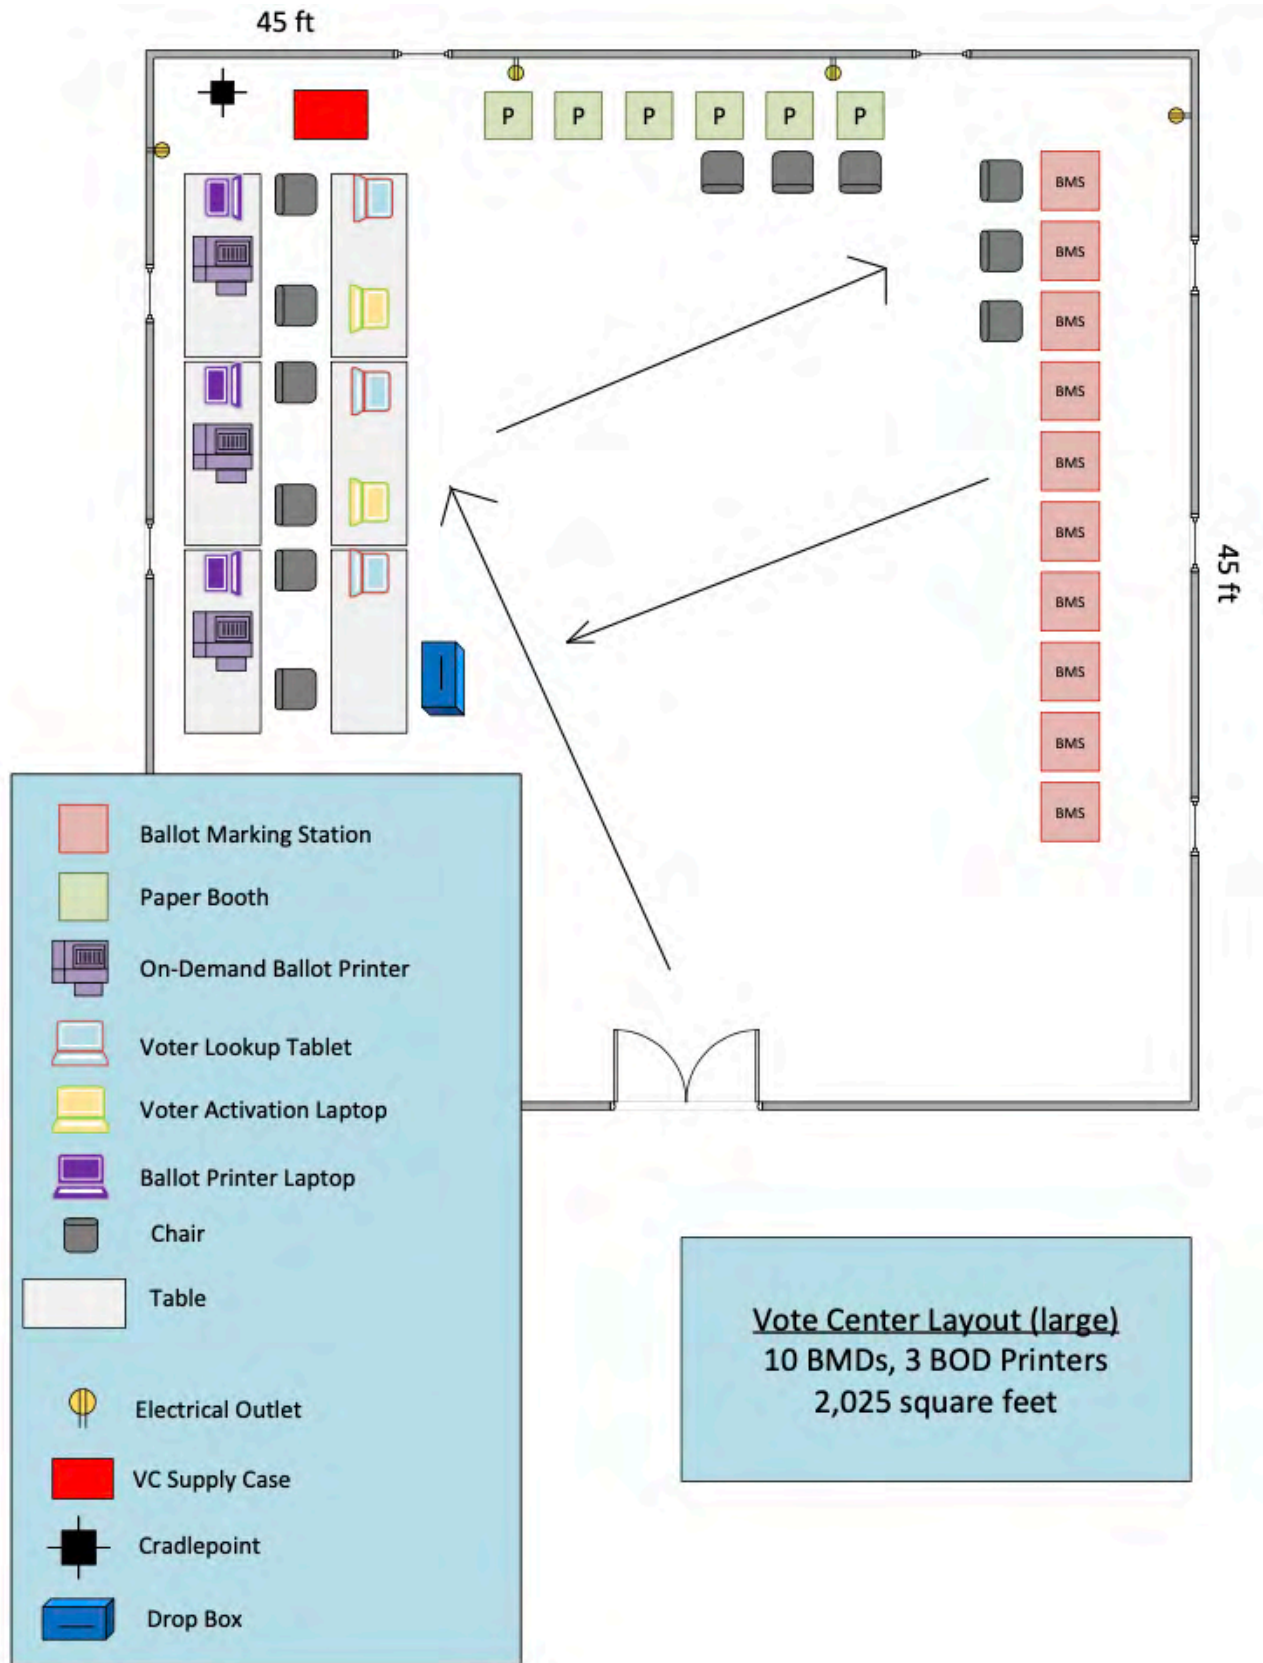 45 ft
P
P
P
P
P
P
BMS
BMS
BMS
BMS
BMS
BMS
BMS
BMS
BMS
BMS
45 ft
Ballot Marking Station
Paper Booth
On-Demand Ballot Printer
Voter Lookup Tablet
Voter Activation Laptop
Ballot Printer Laptop
Chair
Table
Electrical Outlet
VC Supply Case
Cradlepoint
Drop Box
Vote Center Layout (large)
10 BMDs, 3 BOD Printers
2,025 square feet